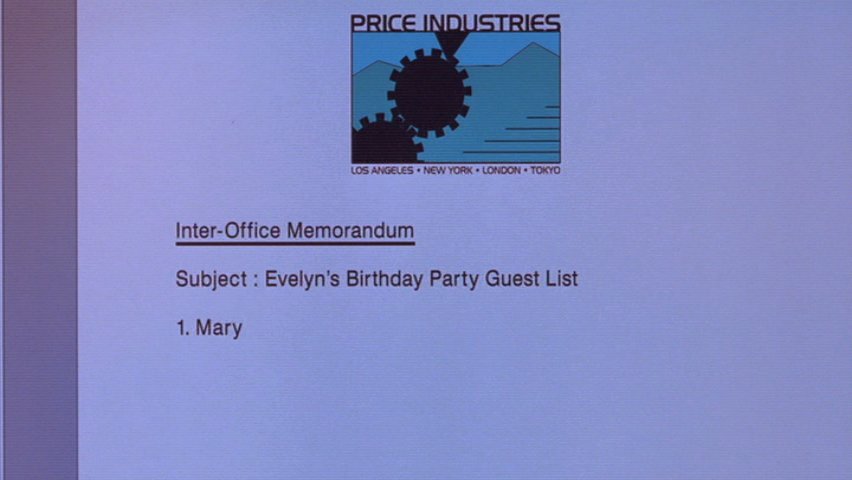 PRICE INDUSTRIES
LOS ANGELES • NEW YORK • LONDON • TOKYO
Inter-Office Memorandum
Subject : Evelyn's Birthday Party Guest List
1. Mary